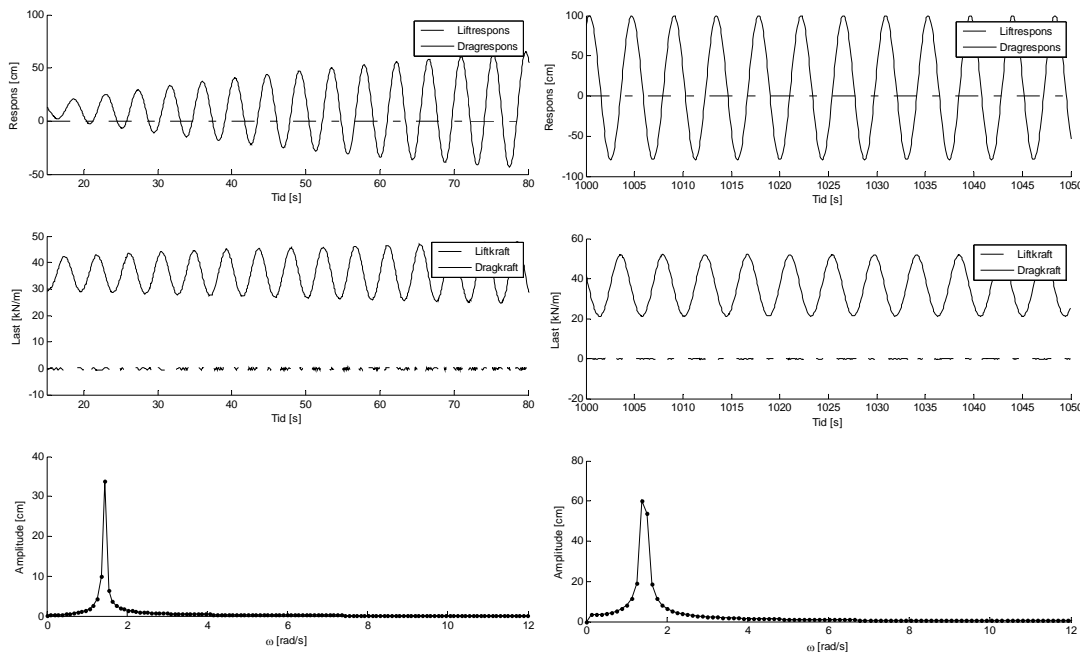 100
50
0
-50
Respons [cm]
Liftrespons
Dragrespons
20 30 40 50 60 70 80
Tid [s]
100
50
0
-50
-100
Respons [cm]
Liftrespons
Dragrespons
1000 1005 1010 1015 1020 1025 1030 1035 1040 1045 1050
Tid [s]
50
40
30
20
10
0
-10
Last [kN/m]
Liftkraft
Dragkraft
20 30 40 50 60 70 80
Tid [s]
60
40
20
0
-20
Last [kN/m]
Liftkraft
Dragkraft
1000 1005 1010 1015 1020 1025 1030 1035 1040 1045 1050
Tid [s]
40
30
20
10
0
Amplitude [cm]
0 2 4 6 8 10 12
ω [rad/s]
80
60
40
20
0
Amplitude [cm]
0 2 4 6 8 10 12
ω [rad/s]